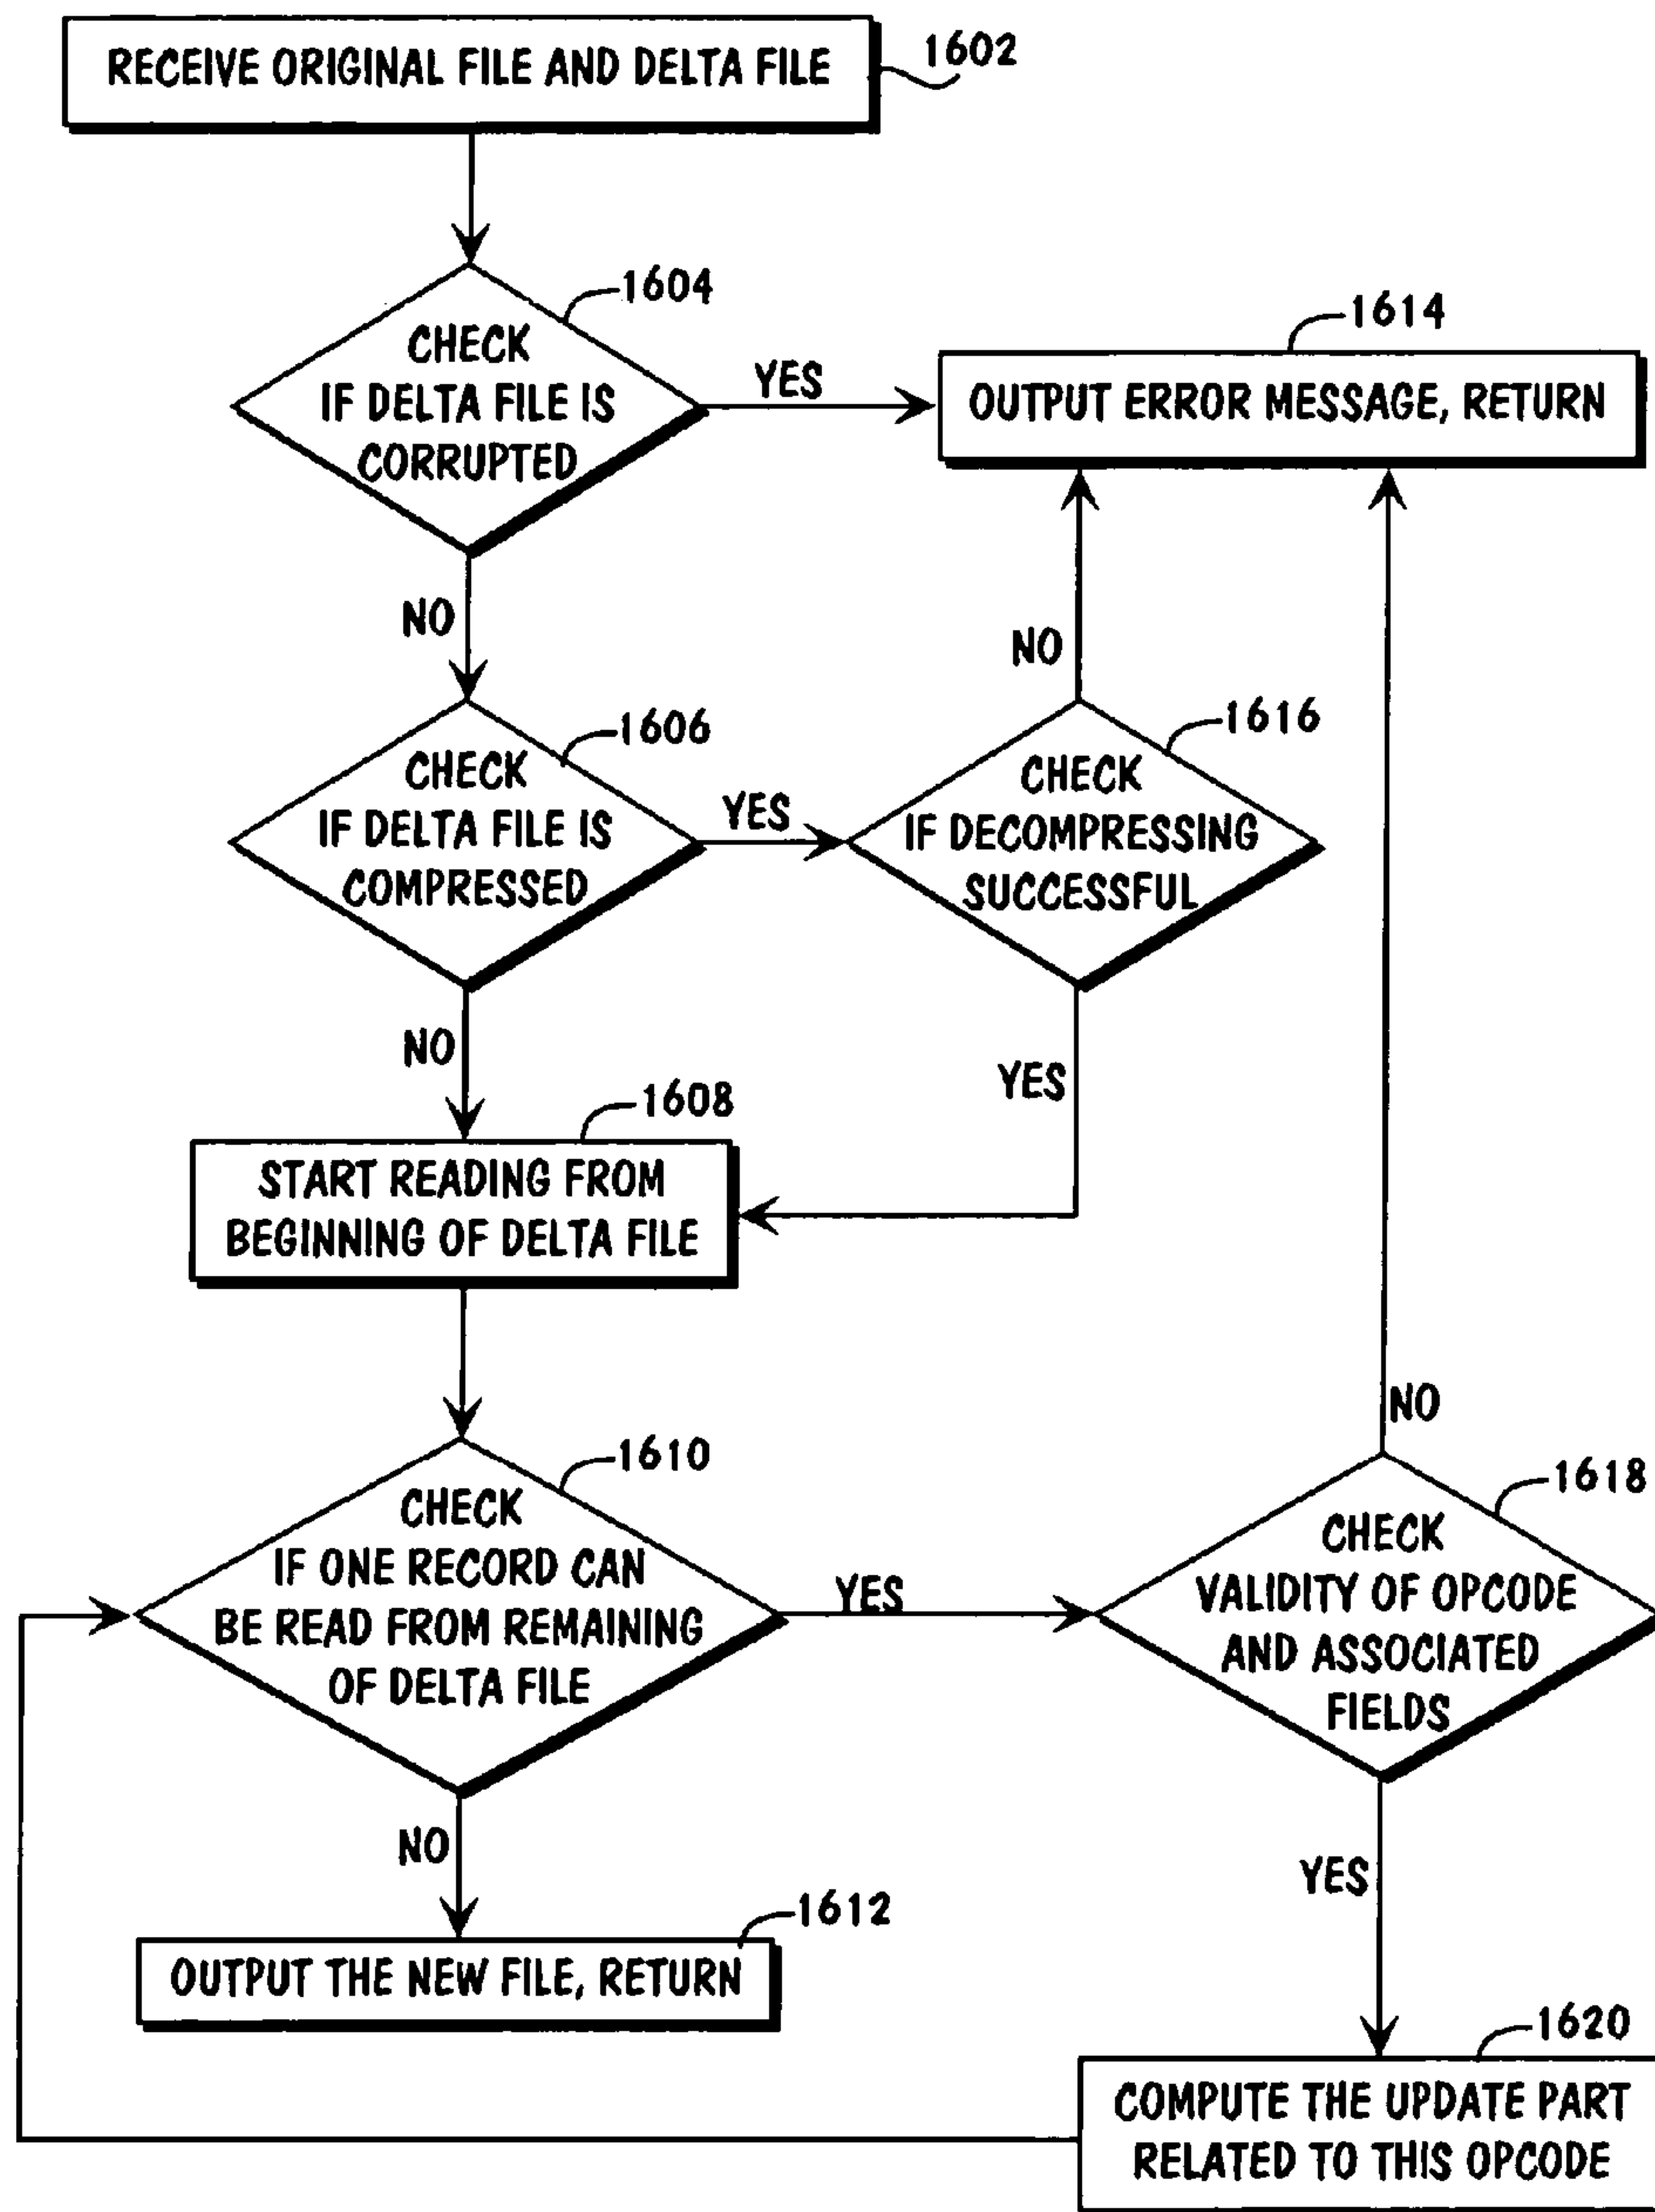 RECEIVE ORIGINAL FILE AND DELTA FILE
1602
1604
CHECK
IF DELTA FILE IS
CORRUPTED
YES
1614
OUTPUT ERROR MESSAGE, RETURN
NO
NO
1606
CHECK
IF DELTA FILE IS
COMPRESSED
YES
1616
CHECK
IF DECOMPRESSING
SUCCESSFUL
NO
YES
1608
START READING FROM
BEGINNING OF DELTA FILE
NO
1610
CHECK
IF ONE RECORD CAN
BE READ FROM REMAINING
OF DELTA FILE
YES
1618
CHECK
VALIDITY OF OPCODE
AND ASSOCIATED
FIELDS
NO
YES
1612
OUTPUT THE NEW FILE, RETURN
1620
COMPUTE THE UPDATE PART
RELATED TO THIS OPCODE